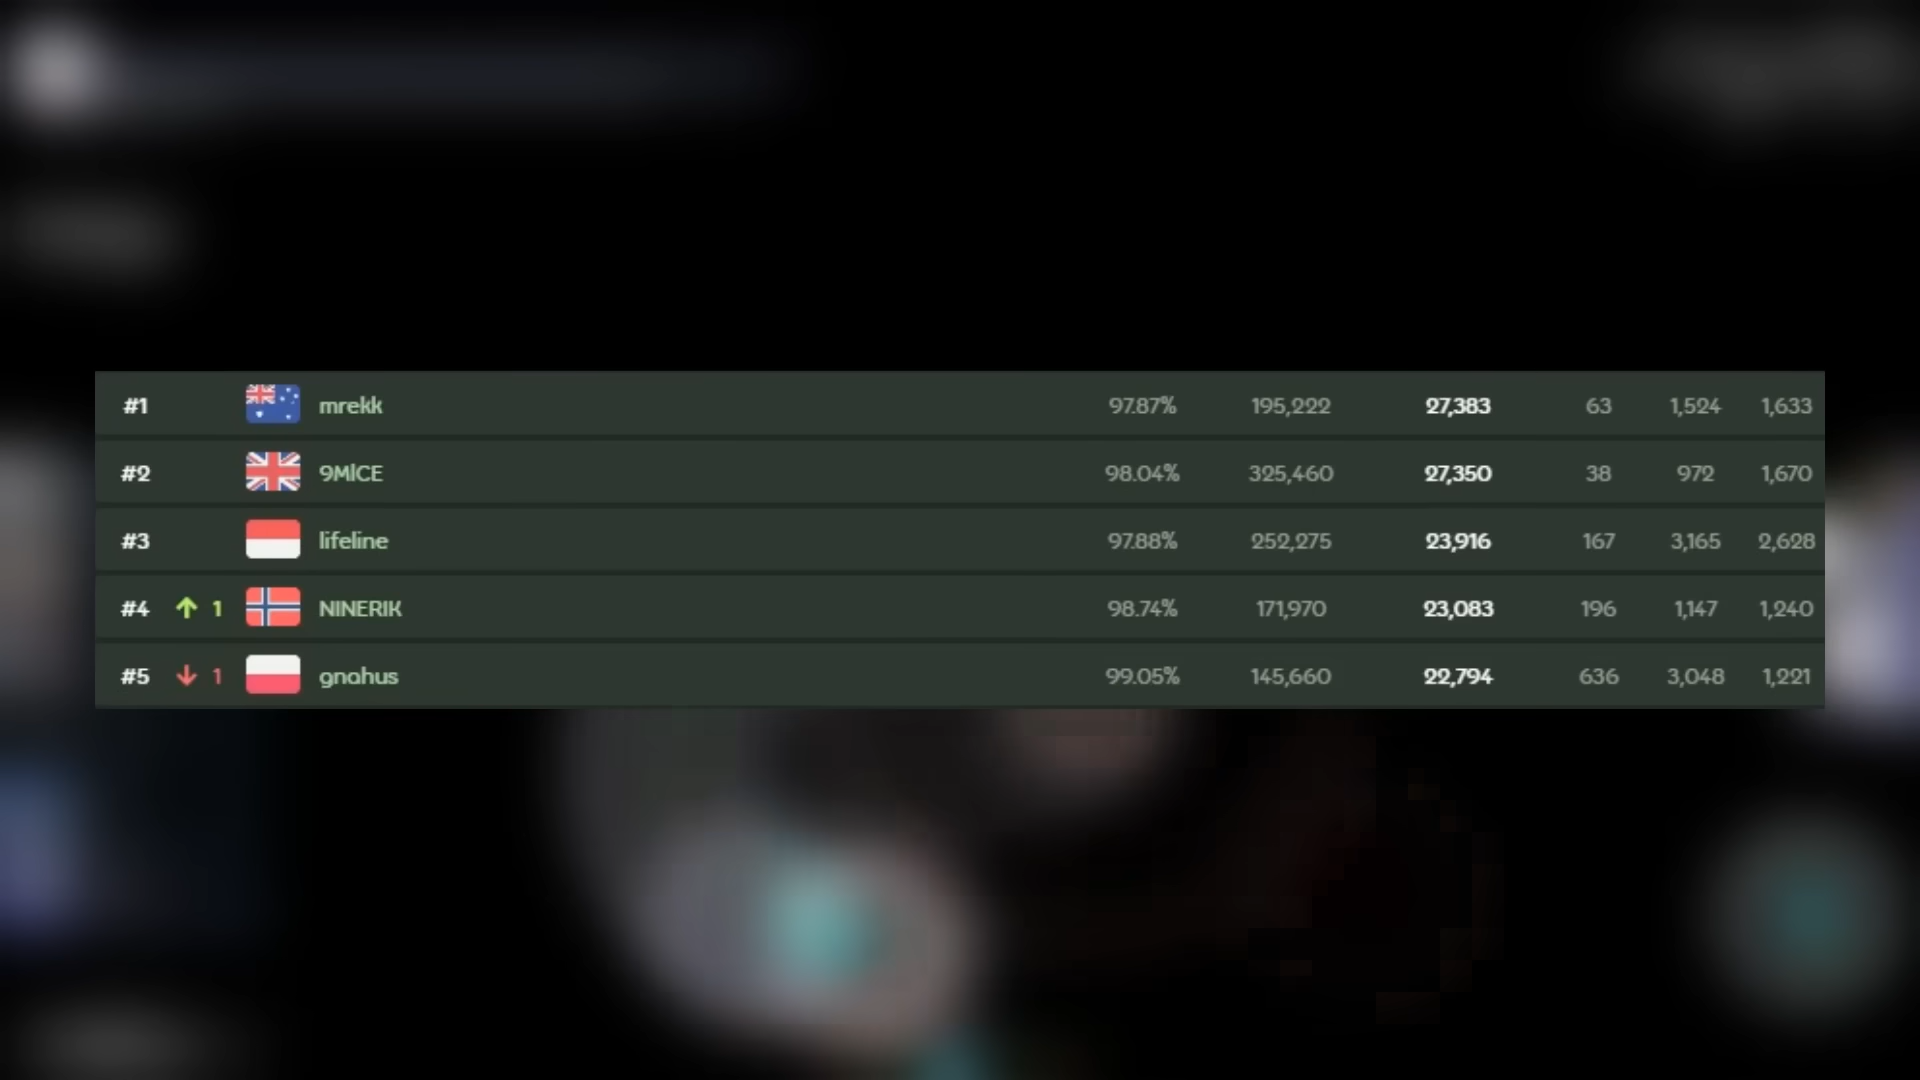 #1 mrekk 97.87% 195,222 27,383 63 1,524 1,633
#2 9MlCE 98.04% 325,460 27,350 38 972 1,670
#3 lifeline 97.88% 252,275 23,916 167 3,165 2,628
#4 1 NINERIK 98.74% 171,970 23,083 196 1,147 1,240
#5 1 gnahus 99.05% 145,660 22,794 636 3,048 1,221